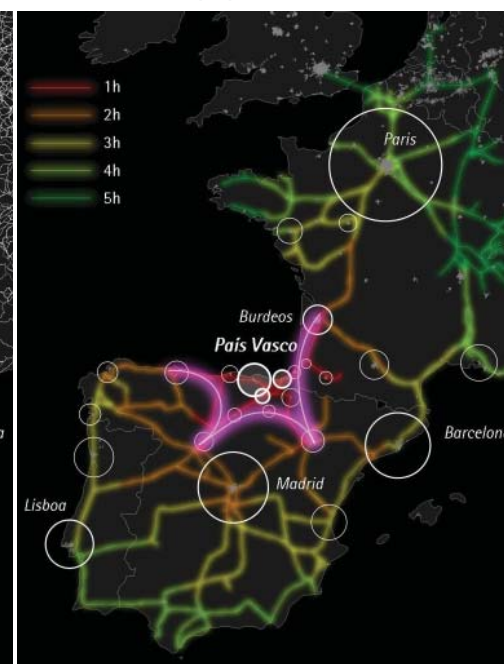 1h
2h
3h
4h
5h
Paris
Burdeos
País Vasco
Barcelona
Madrid
Lisboa
a